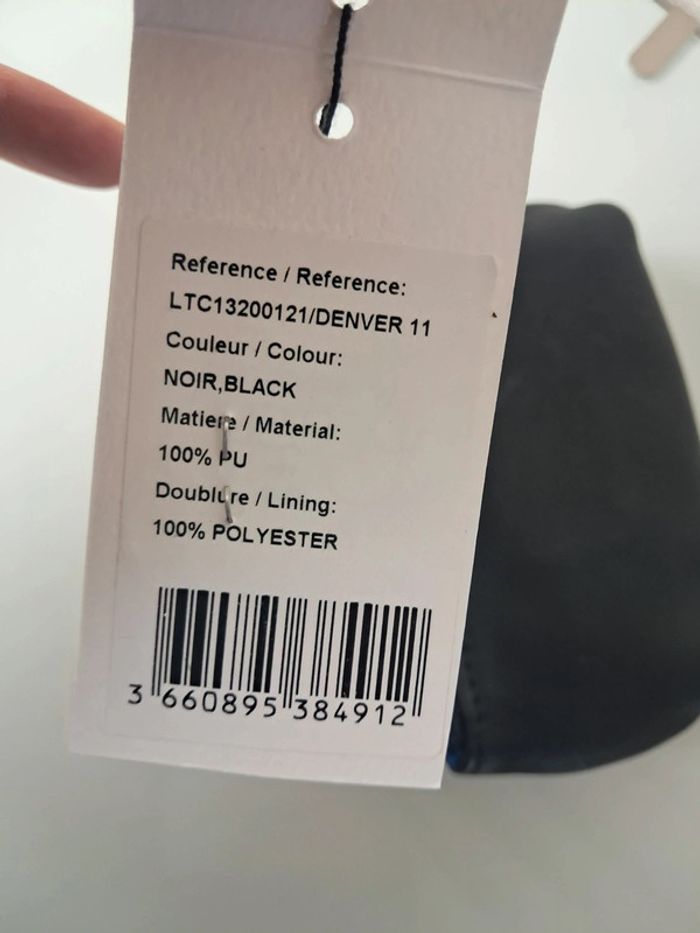 Reference / Reference:
LTC13200121/DENVER 11
Couleur / Colour:
NOIR,BLACK
Matiere / Material:
100% PU
Doublure / Lining:
100% POLYESTER
3 660895 384912